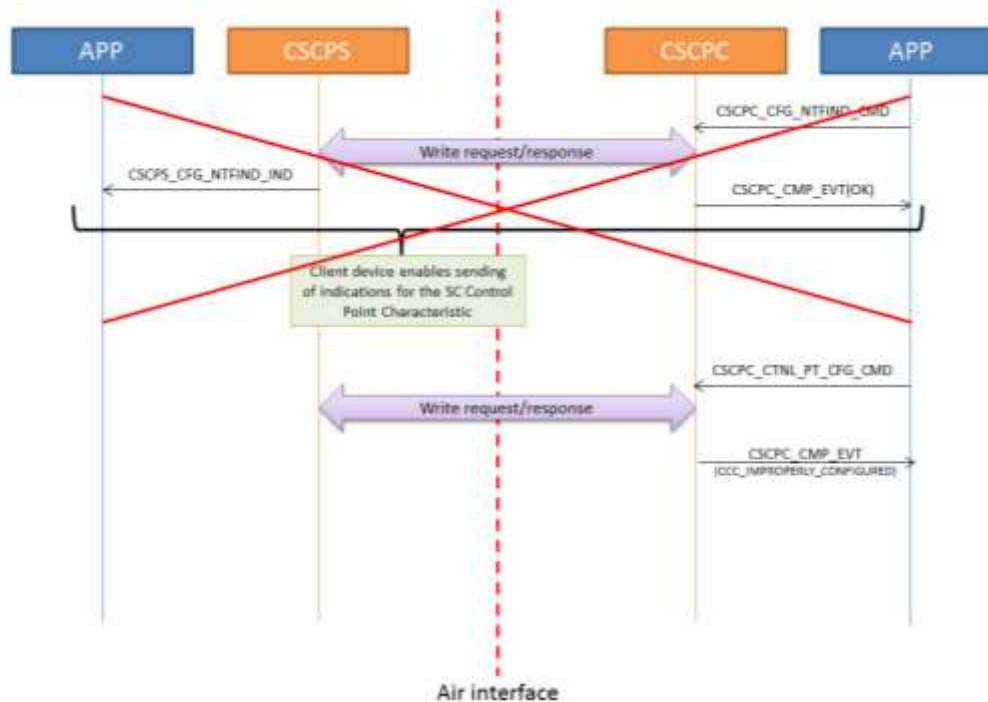 APP
CSCPS
CSCPC
APP
CSCPC_CFG_NTFIND_CMD
Write request/response
CSCPS_CFG_NTFIND_IND
CSCPC_CMP_EVT(OK)
Client device enables sending
of indications for the SC Control
Point Characteristic
CSCPC_CTNL_PT_CFG_CMD
Write request/response
CSCPC_CMP_EVT
(CCC_IMPROPERLY_CONFIGURED)
Air interface